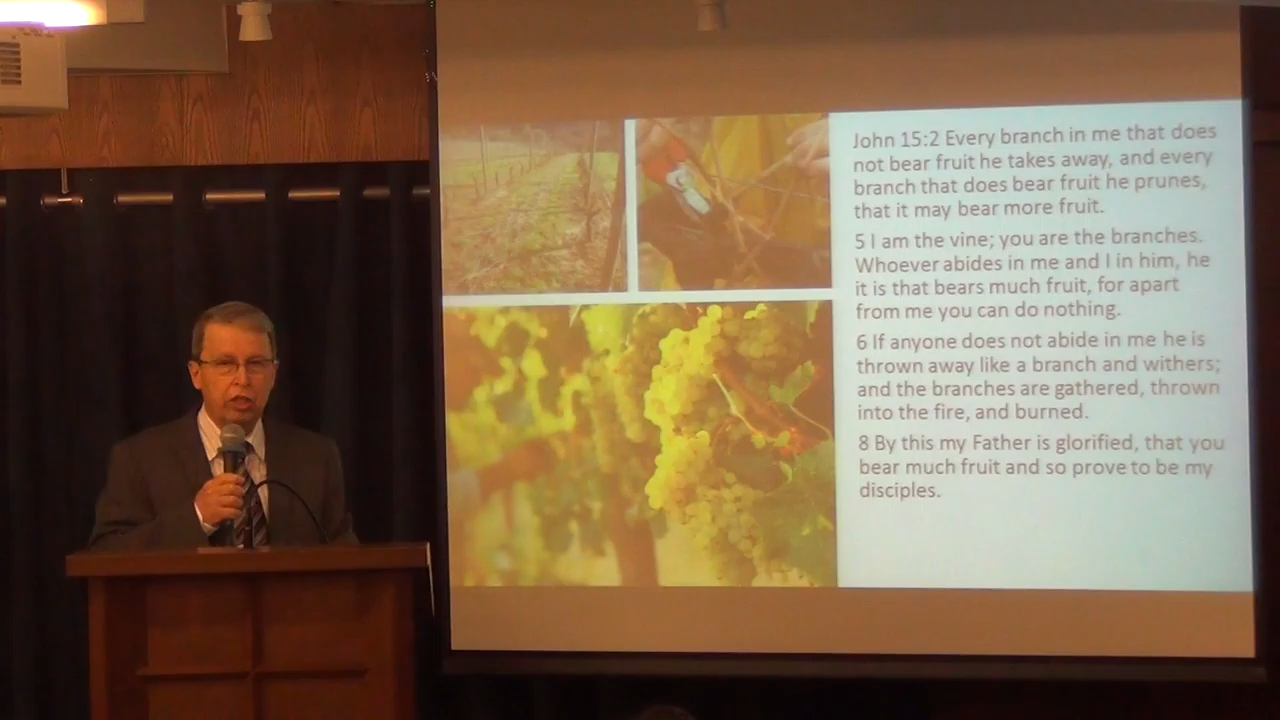 John 15:2 Every branch in me that does
not bear fruit he takes away, and every
branch that does bear fruit he prunes,
that it may bear more fruit.
5 I am the vine; you are the branches.
Whoever abides in me and I in him, he
it is that bears much fruit, for apart
from me you can do nothing.
6 If anyone does not abide in me he is
thrown away like a branch and withers;
and the branches are gathered, thrown
into the fire, and burned.
8 By this my Father is glorified, that you
bear much fruit and so prove to be my
disciples.